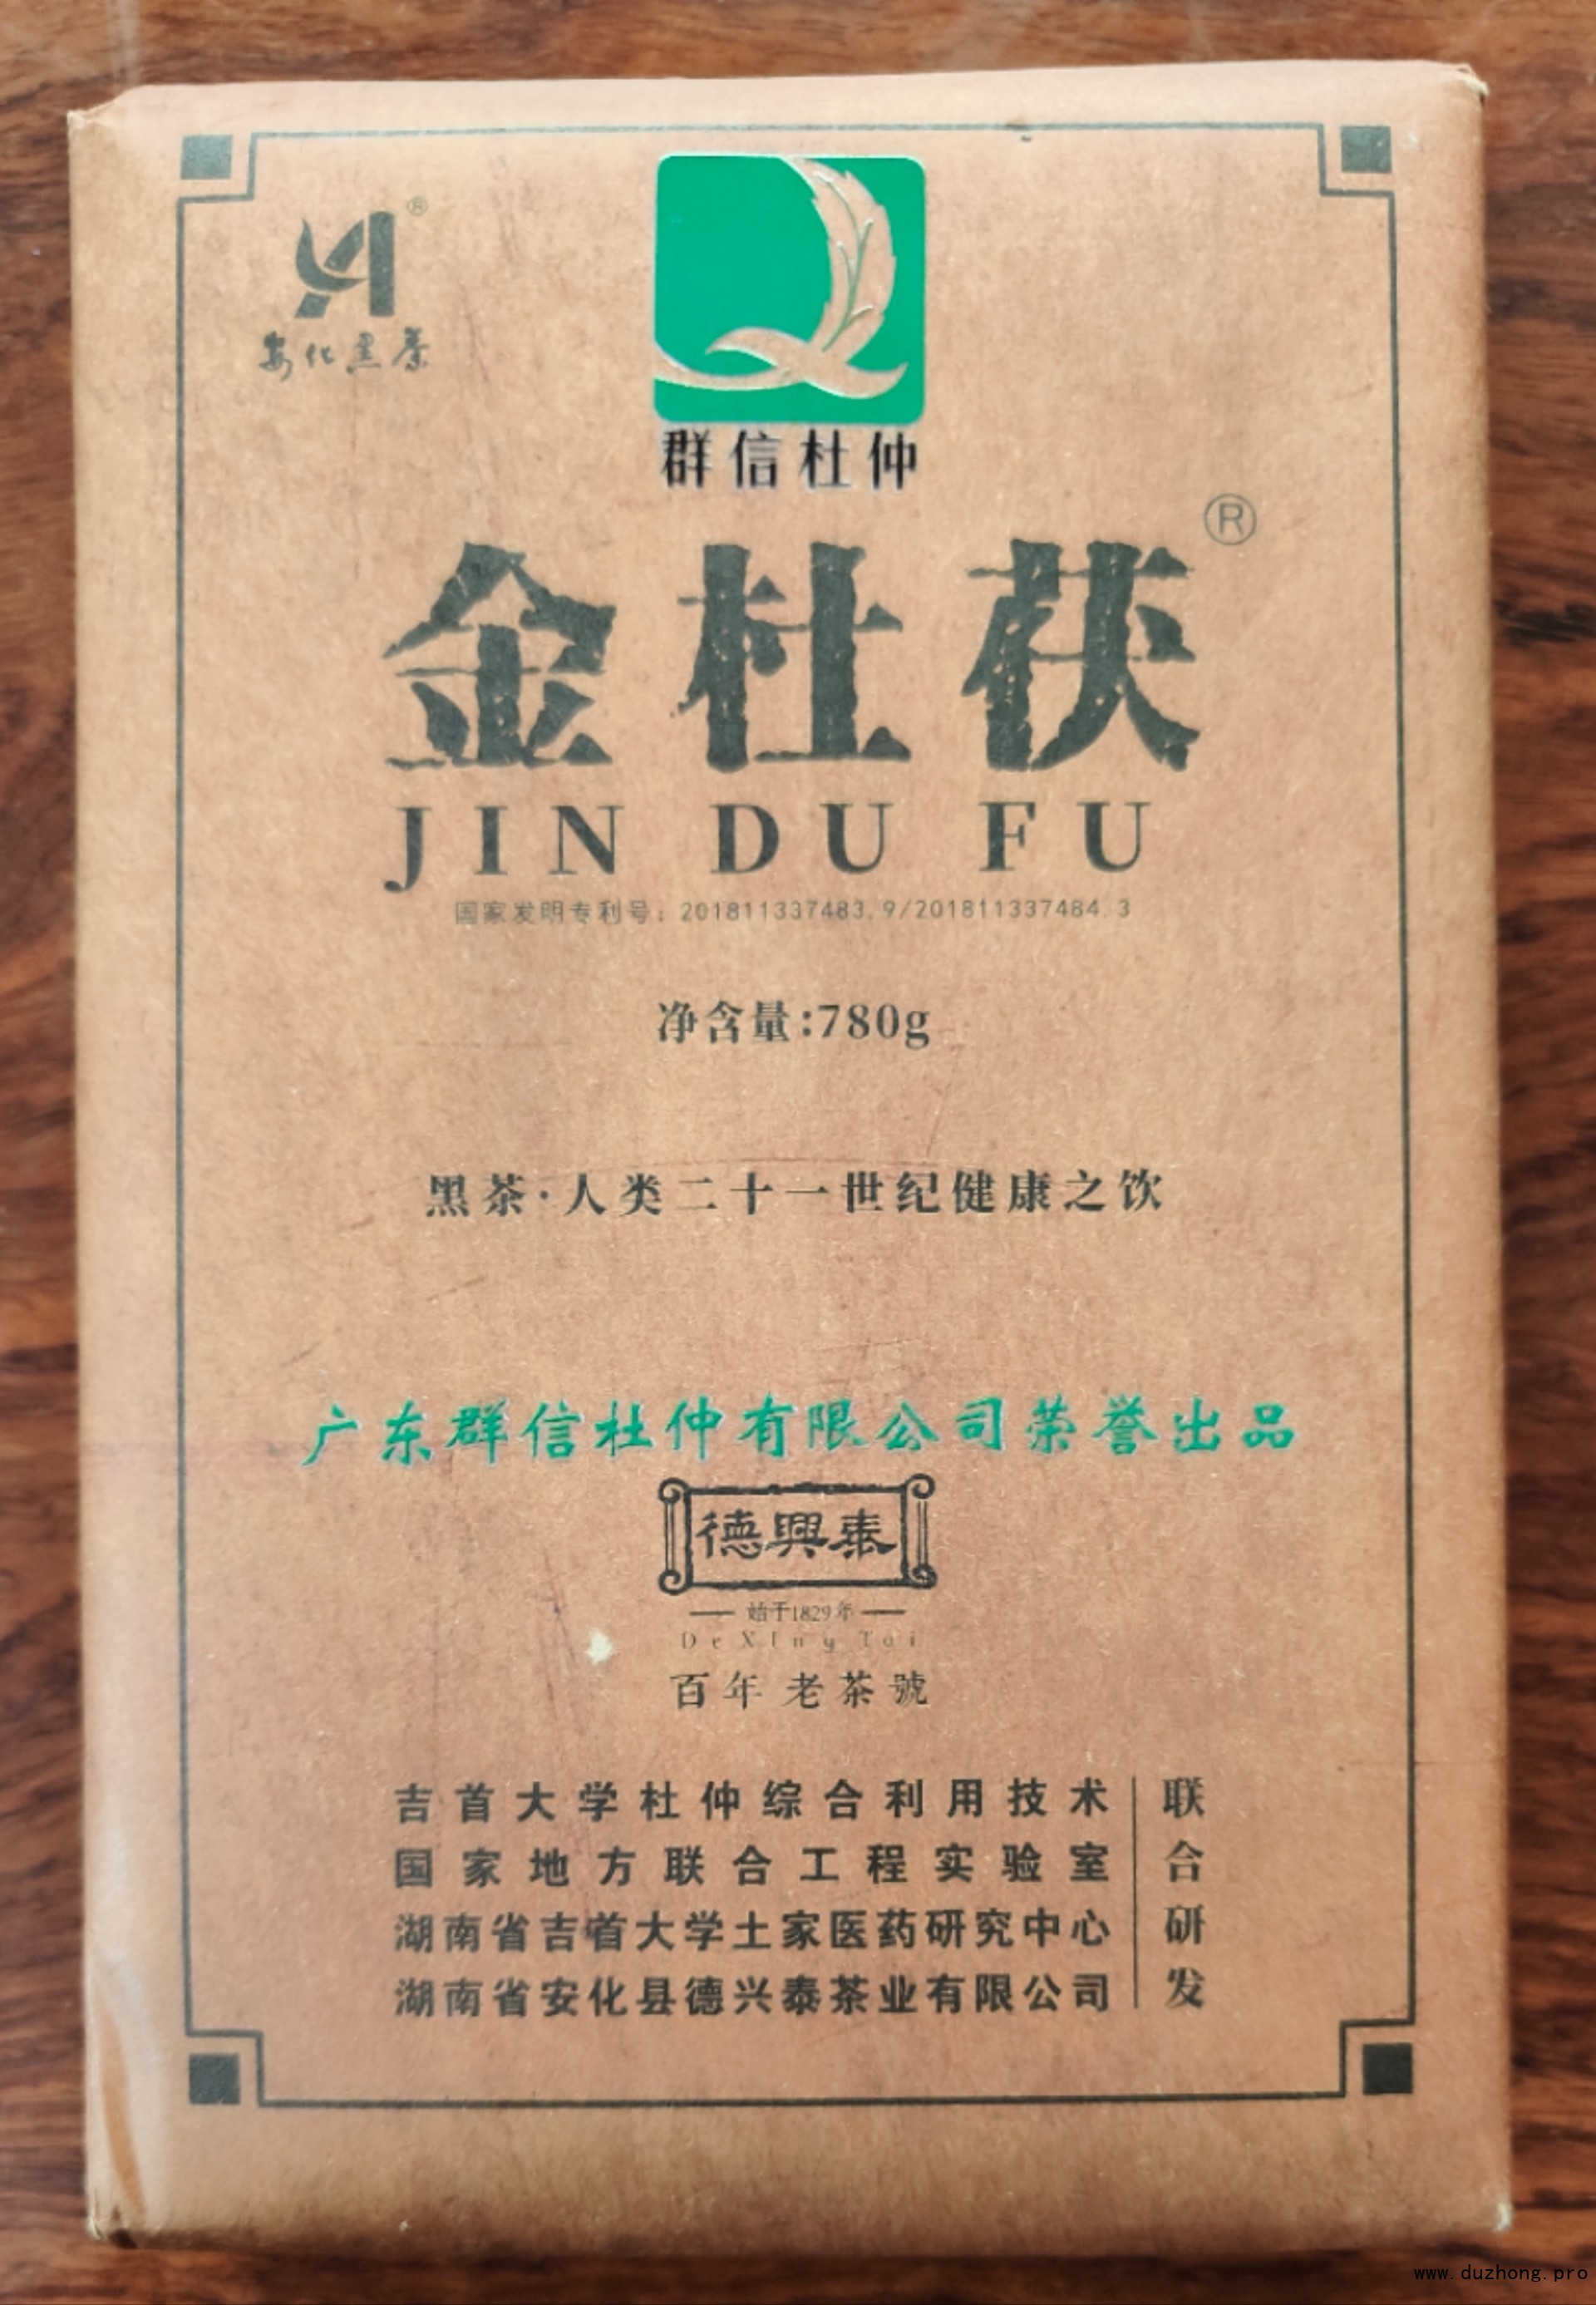 ®
安化黑茶
群信杜仲
®
金杜茯
JIN DU FU
国家发明专利号：201811337483.9/201811337484.3
净含量:780g
黑茶·人类二十一世纪健康之饮
广东群信杜仲有限公司荣誉出品
德興泰
始于1829年
DeXIng Tai
百年老茶號
吉首大学杜仲综合利用技术
国家地方联合工程实验室
湖南省吉首大学土家医药研究中心
湖南省安化县德兴泰茶业有限公司
联合研发
www.duzhong.pro